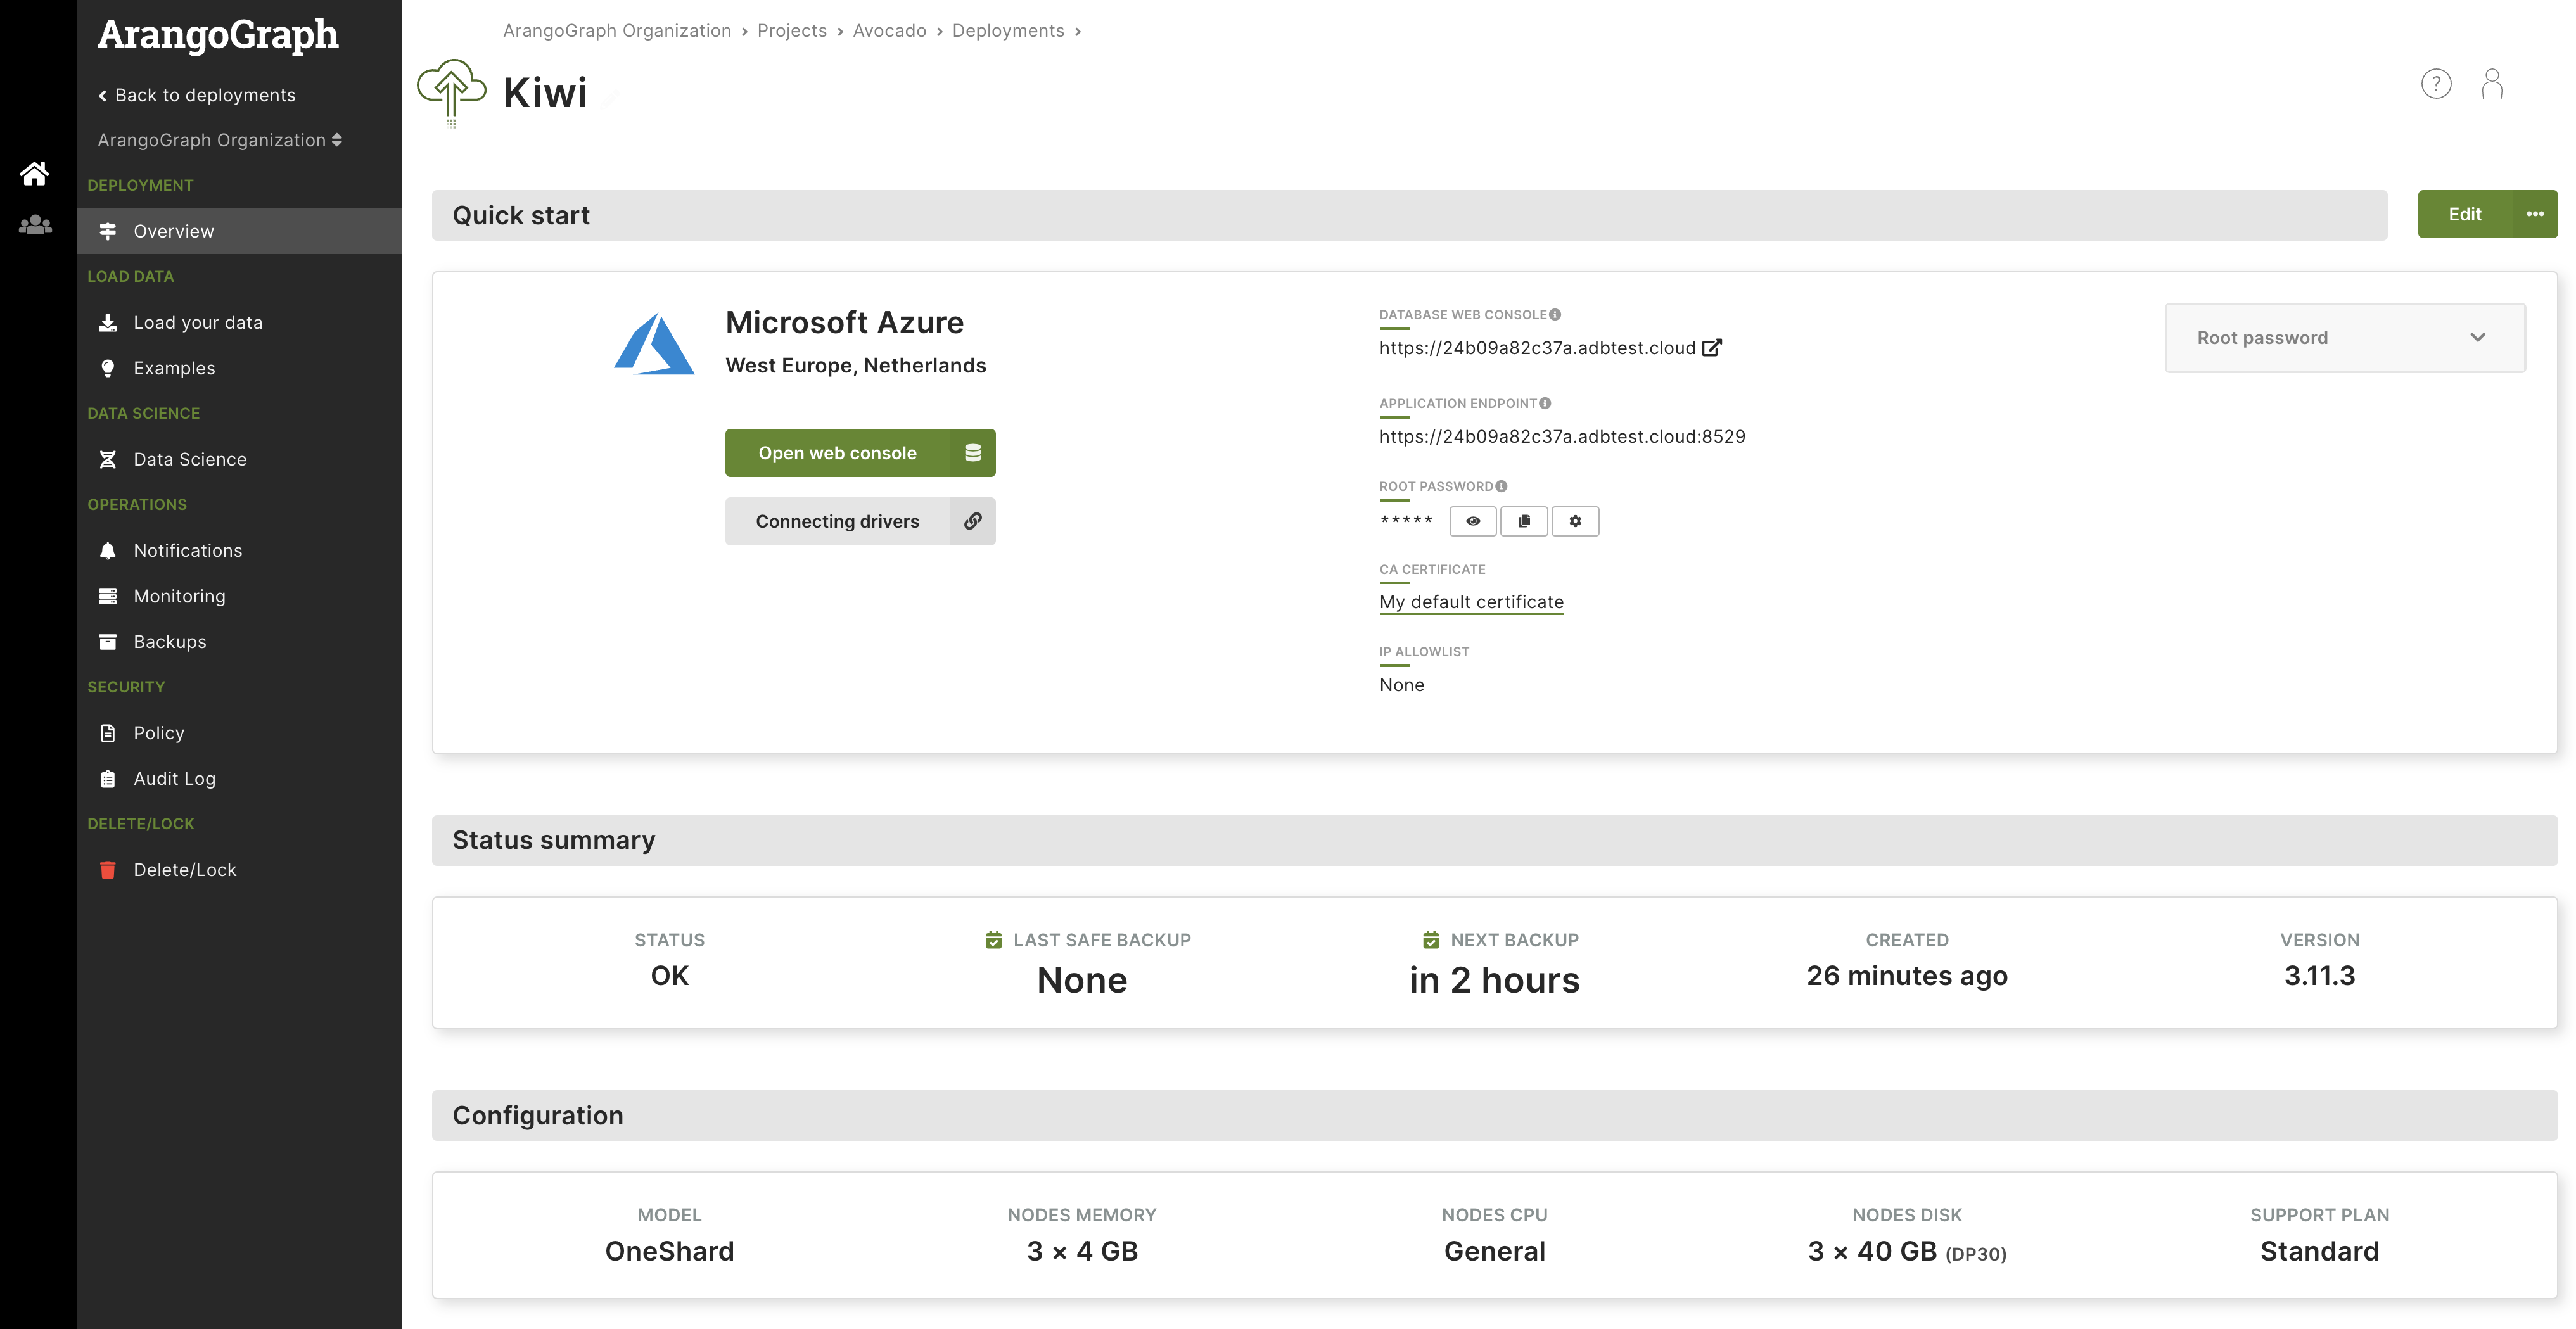 ArangoGraph
Back to deployments
ArangoGraph Organization
DEPLOYMENT
Overview
LOAD DATA
Load your data
Examples
DATA SCIENCE
Data Science
OPERATIONS
Notifications
Monitoring
Backups
SECURITY
Policy
Audit Log
DELETE/LOCK
Delete/Lock
ArangoGraph Organization › Projects › Avocado › Deployments ›
Kiwi
?
Quick start
Edit
Microsoft Azure
West Europe, Netherlands
Open web console
Connecting drivers
DATABASE WEB CONSOLE
https://24b09a82c37a.adbtest.cloud
APPLICATION ENDPOINT
https://24b09a82c37a.adbtest.cloud:8529
ROOT PASSWORD
*****
CA CERTIFICATE
My default certificate
IP ALLOWLIST
None
Root password
Status summary
STATUS
OK
LAST SAFE BACKUP
None
NEXT BACKUP
in 2 hours
CREATED
26 minutes ago
VERSION
3.11.3
Configuration
MODEL
OneShard
NODES MEMORY
3 × 4 GB
NODES CPU
General
NODES DISK
3 × 40 GB (DP30)
SUPPORT PLAN
Standard